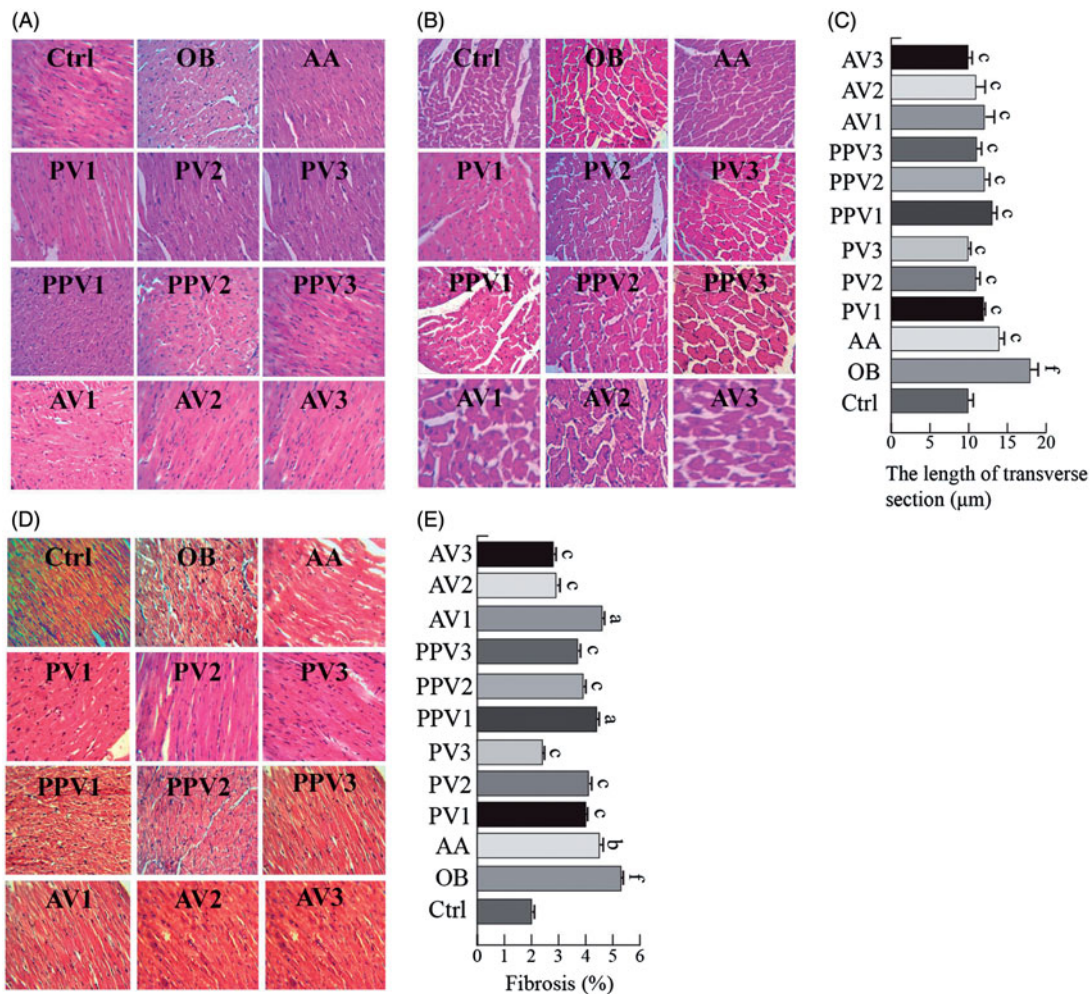 (A)
Ctrl OB AA
PV1 PV2 PV3
PPV1 PPV2 PPV3
AV1 AV2 AV3
(B)
Ctrl OB AA
PV1 PV2 PV3
PPV1 PPV2 PPV3
AV1 AV2 AV3
(C)
AV3 c
AV2 c
AV1 c
PPV3 c
PPV2 c
PPV1 c
PV3 c
PV2 c
PV1 c
AA c
OB f
Ctrl
0 5 10 15 20
The length of transverse
section (μm)
(D)
Ctrl OB AA
PV1 PV2 PV3
PPV1 PPV2 PPV3
AV1 AV2 AV3
(E)
AV3 c
AV2 c
AV1 a
PPV3 c
PPV2 c
PPV1 a
PV3 c
PV2 c
PV1 c
AA b
OB f
Ctrl
0 1 2 3 4 5 6
Fibrosis (%)